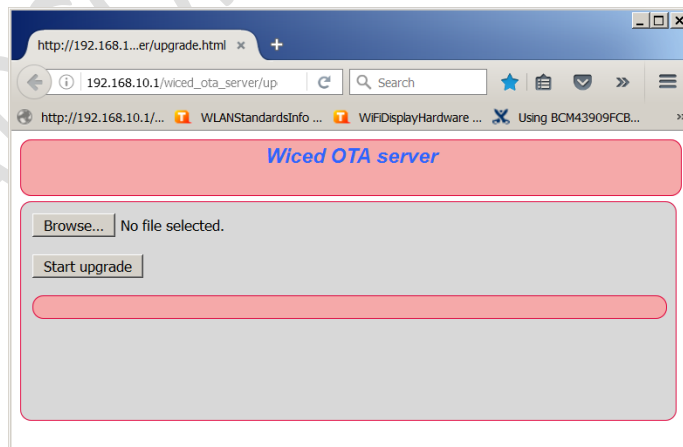 http://192.168.1...er/upgrade.html × +
192.168.10.1/wiced_ota_server/up Search
http://192.168.10.1/... WLANStandardsInfo ... WiFiDisplayHardware ... Using BCM43909FCB...
Wiced OTA server
Browse... No file selected.
Start upgrade